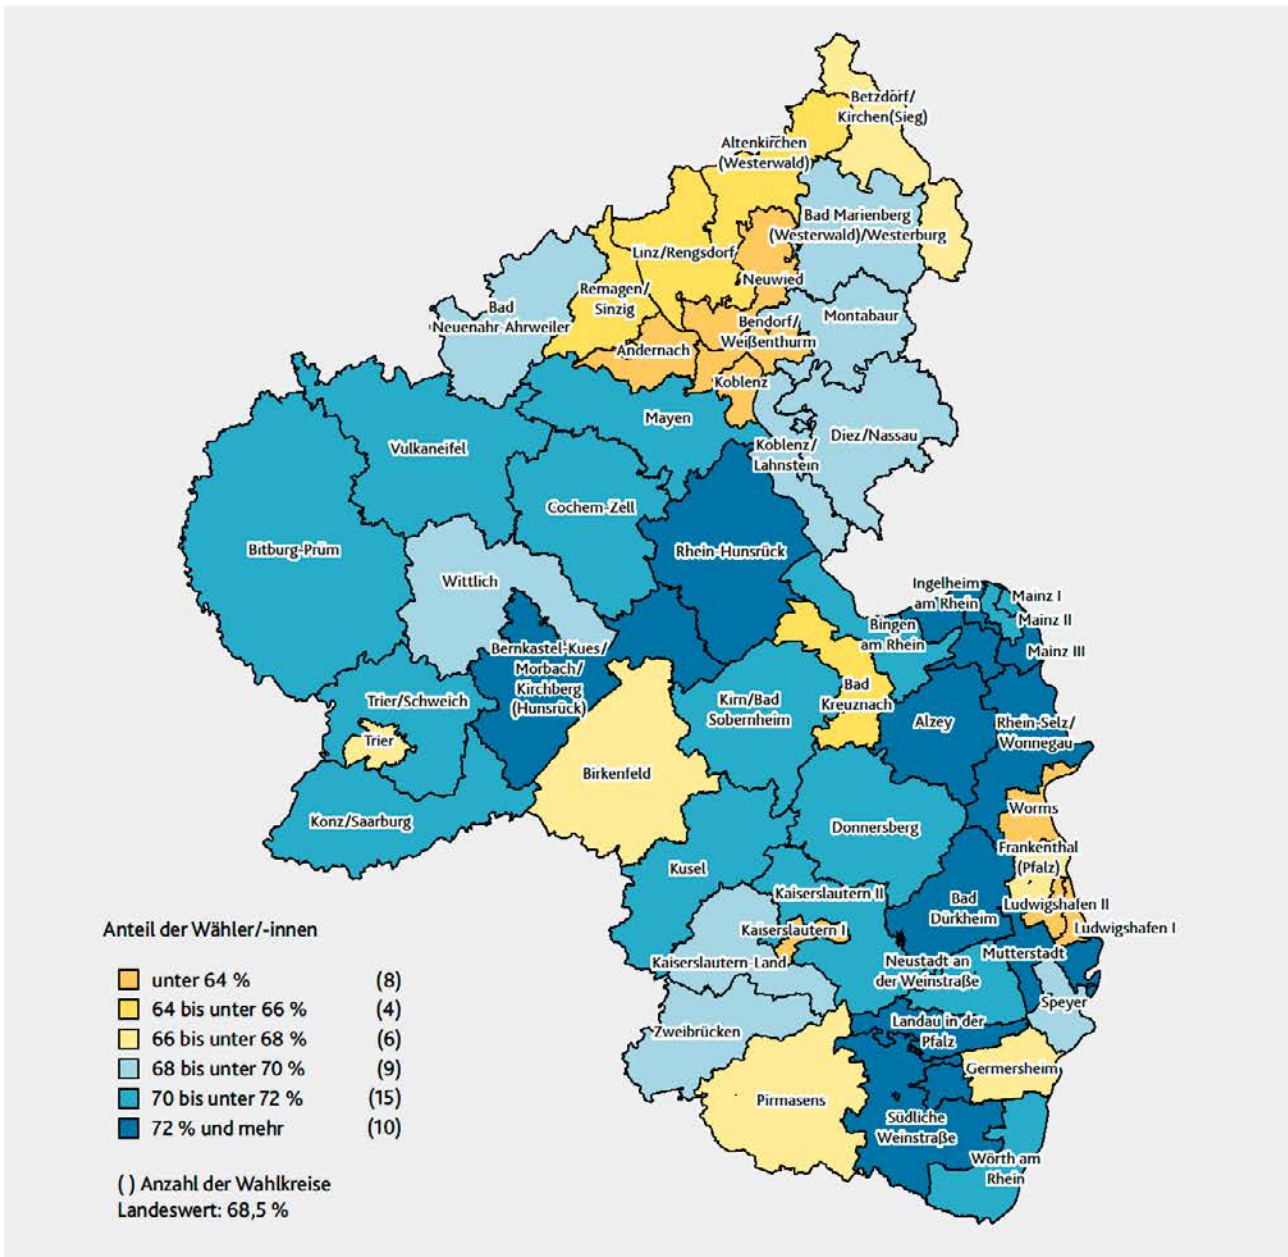 Betzdorf/
Kirchen(Sieg)
Altenkirchen
(Westerwald)
Bad Marienberg
(Westerwald)/Westerburg
Linz/Rengsdorf
Neuwied
Remagen/
Sinzig
Bad
Neuenahr-Ahrweiler
Montabaur
Bendorf/
Weißenthurm
Andernach
Koblenz
Mayen
Diez/Nassau
Koblenz/
Lahnstein
Vulkaneifel
Cochem-Zell
Bitburg-Prüm
Rhein-Hunsrück
Wittlich
Ingelheim
am Rhein
Mainz I
Mainz II
Mainz III
Bingen
am Rhein
Bernkastel-Kues/
Morbach/
Kirchberg
(Hunsrück)
Trier/Schweich
Trier
Kirn/Bad
Sobernheim
Bad
Kreuznach
Alzey
Rhein-Selz/
Wonnegau
Birkenfeld
Konz/Saarburg
Donnersberg
Worms
Frankenthal
(Pfalz)
Kusel
Kaiserslautern II
Bad
Dürkheim
Ludwigshafen II
Ludwigshafen I
Kaiserslautern I
Kaiserslautern-Land
Neustadt an
der Weinstraße
Mutterstadt
Speyer
Zweibrücken
Landau in der
Pfalz
Germersheim
Pirmasens
Südliche
Weinstraße
Wörth am
Rhein
Anteil der Wähler/-innen
unter 64 % (8)
64 bis unter 66 % (4)
66 bis unter 68 % (6)
68 bis unter 70 % (9)
70 bis unter 72 % (15)
72 % und mehr (10)
( ) Anzahl der Wahlkreise
Landeswert: 68,5 %